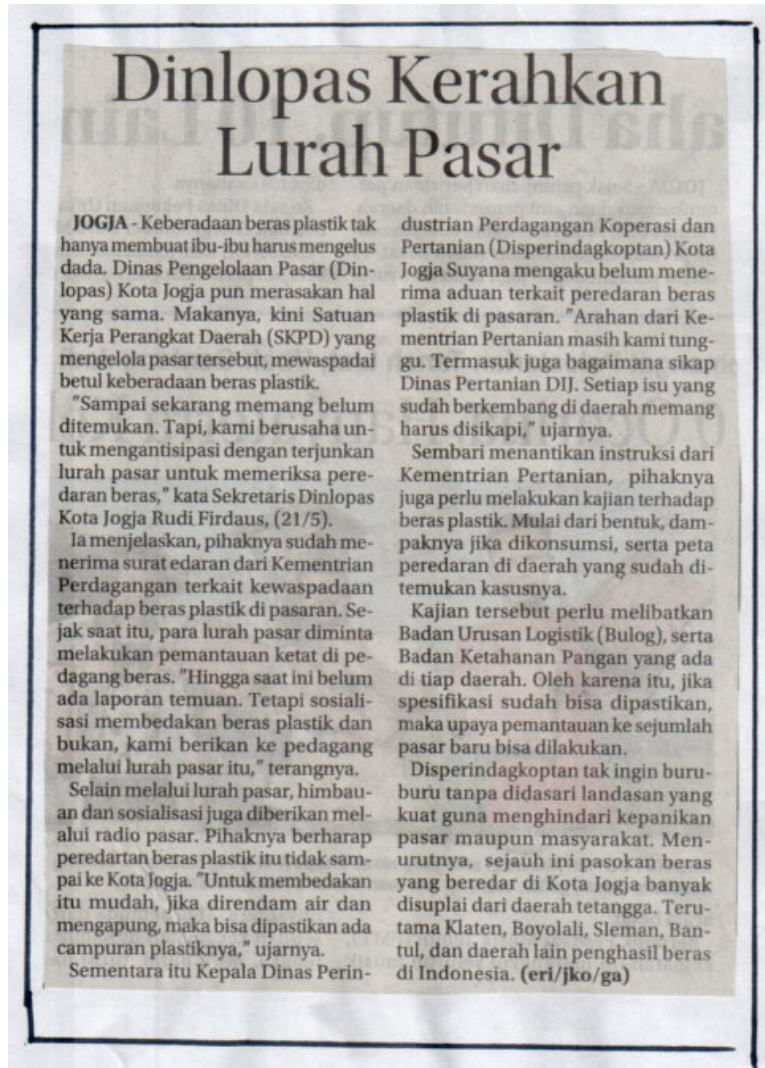 Dinlopas Kerahkan
Lurah Pasar
JOGJA - Keberadaan beras plastik tak
hanya membuat ibu-ibu harus mengelus
dada. Dinas Pengelolaan Pasar (Din-
lopas) Kota Jogja pun merasakan hal
yang sama. Makanya, kini Satuan
Kerja Perangkat Daerah (SKPD) yang
mengelola pasar tersebut, mewaspadai
betul keberadaan beras plastik.
"Sampai sekarang memang belum
ditemukan. Tapi, kami berusaha un-
tuk mengantisipasi dengan terjunkan
lurah pasar untuk memeriksa pere-
daran beras," kata Sekretaris Dinlopas
Kota Jogja Rudi Firdaus, (21/5).
Ia menjelaskan, pihaknya sudah me-
nerima surat edaran dari Kementrian
Perdagangan terkait kewaspadaan
terhadap beras plastik di pasaran. Se-
jak saat itu, para lurah pasar diminta
melakukan pemantauan ketat di pe-
dagang beras. "Hingga saat ini belum
ada laporan temuan. Tetapi sosiali-
sasi membedakan beras plastik dan
bukan, kami berikan ke pedagang
melalui lurah pasar itu," terangnya.
Selain melalui lurah pasar, himbau-
an dan sosialisasi juga diberikan mel-
alui radio pasar. Pihaknya berharap
peredartan beras plastik itu tidak sam-
pai ke Kota Jogja. "Untuk membedakan
itu mudah, jika direndam air dan
mengapung, maka bisa dipastikan ada
campuran plastiknya," ujarnya.
Sementara itu Kepala Dinas Perin-
dustrian Perdagangan Koperasi dan
Pertanian (Disperindagkoptan) Kota
Jogja Suyana mengaku belum mene-
rima aduan terkait peredaran beras
plastik di pasaran. "Arahan dari Ke-
mentrian Pertanian masih kami tung-
gu. Termasuk juga bagaimana sikap
Dinas Pertanian DIJ. Setiap isu yang
sudah berkembang di daerah memang
harus disikapi," ujarnya.
Sembari menantikan instruksi dari
Kementrian Pertanian, pihaknya
juga perlu melakukan kajian terhadap
beras plastik. Mulai dari bentuk, dam-
paknya jika dikonsumsi, serta peta
peredaran di daerah yang sudah di-
temukan kasusnya.
Kajian tersebut perlu melibatkan
Badan Urusan Logistik (Bulog), serta
Badan Ketahanan Pangan yang ada
di tiap daerah. Oleh karena itu, jika
spesifikasi sudah bisa dipastikan,
maka upaya pemantauan ke sejumlah
pasar baru bisa dilakukan.
Disperindagkoptan tak ingin buru-
buru tanpa didasari landasan yang
kuat guna menghindari kepanikan
pasar maupun masyarakat. Men-
urutnya, sejauh ini pasokan beras
yang beredar di Kota Jogja banyak
disuplai dari daerah tetangga. Teru-
tama Klaten, Boyolali, Sleman, Ban-
tul, dan daerah lain penghasil beras
di Indonesia. (eri/jko/ga)